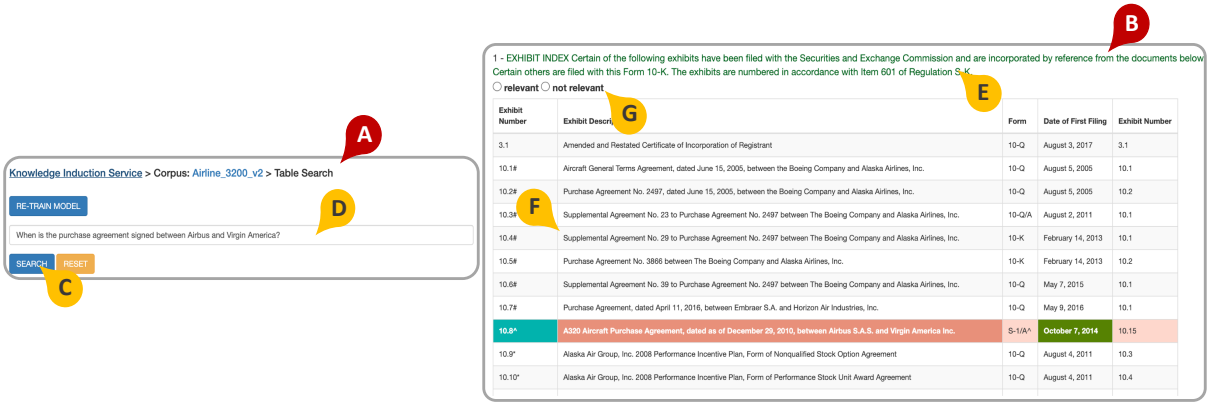 A
Knowledge Induction Service > Corpus: Airline_3200_v2 > Table Search
RE-TRAIN MODEL
D
When is the purchase agreement signed between Airbus and Virgin America?
SEARCH RESET
C
B
1 - EXHIBIT INDEX Certain of the following exhibits have been filed with the Securities and Exchange Commission and are incorporated by reference from the documents below
Certain others are filed with this Form 10-K. The exhibits are numbered in accordance with Item 601 of Regulation S-K.
E
relevant not relevant
G
Exhibit Number Exhibit Form Date of First Filing Exhibit Number
3.1 Amended and Restated Certificate of Incorporation of Registrant 10-Q August 3, 2017 3.1
10.1# Aircraft General Terms Agreement, dated June 15, 2005, between the Boeing Company and Alaska Airlines, Inc. 10-Q August 5, 2005 10.1
10.2# Purchase Agreement No. 2497, dated June 15, 2005, between the Boeing Company and Alaska Airlines, Inc. 10-Q August 5, 2005 10.2
F
10.3# Supplemental Agreement No. 23 to Purchase Agreement No. 2497 between The Boeing Company and Alaska Airlines, Inc. 10-Q/A August 2, 2011 10.1
10.4# Supplemental Agreement No. 29 to Purchase Agreement No. 2497 between The Boeing Company and Alaska Airlines, Inc. 10-K February 14, 2013 10.1
10.5# Purchase Agreement No. 3866 between The Boeing Company and Alaska Airlines, Inc. 10-K February 14, 2013 10.2
10.6# Supplemental Agreement No. 39 to Purchase Agreement No. 2497 between The Boeing Company and Alaska Airlines, Inc. 10-Q May 7, 2015 10.1
10.7# Purchase Agreement, dated April 11, 2016, between Embraer S.A. and Horizon Air Industries, Inc. 10-Q May 9, 2016 10.1
10.8^ A320 Aircraft Purchase Agreement, dated as of December 29, 2010, between Airbus S.A.S. and Virgin America Inc. S-1/A^ October 7, 2014 10.15
10.9* Alaska Air Group, Inc. 2008 Performance Incentive Plan, Form of Nonqualified Stock Option Agreement 10-Q August 4, 2011 10.3
10.10* Alaska Air Group, Inc. 2008 Performance Incentive Plan, Form of Performance Stock Unit Award Agreement 10-Q August 4, 2011 10.4